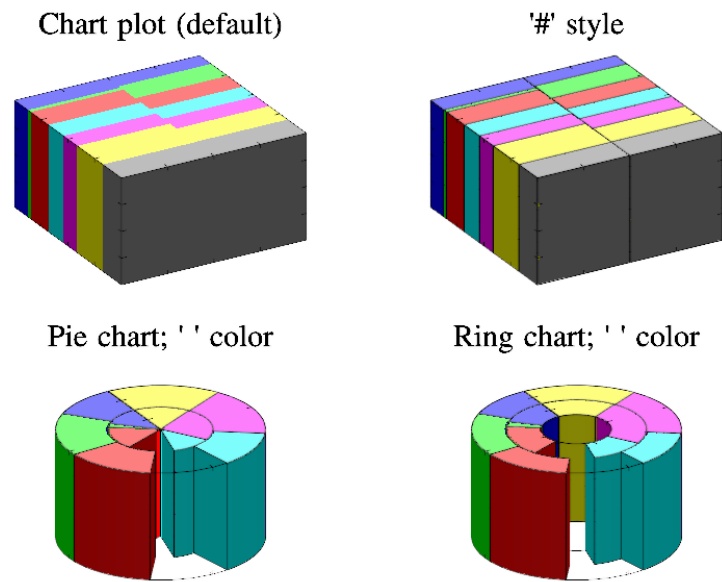 Chart plot (default)
'#' style
Pie chart; ' ' color
Ring chart; ' ' color